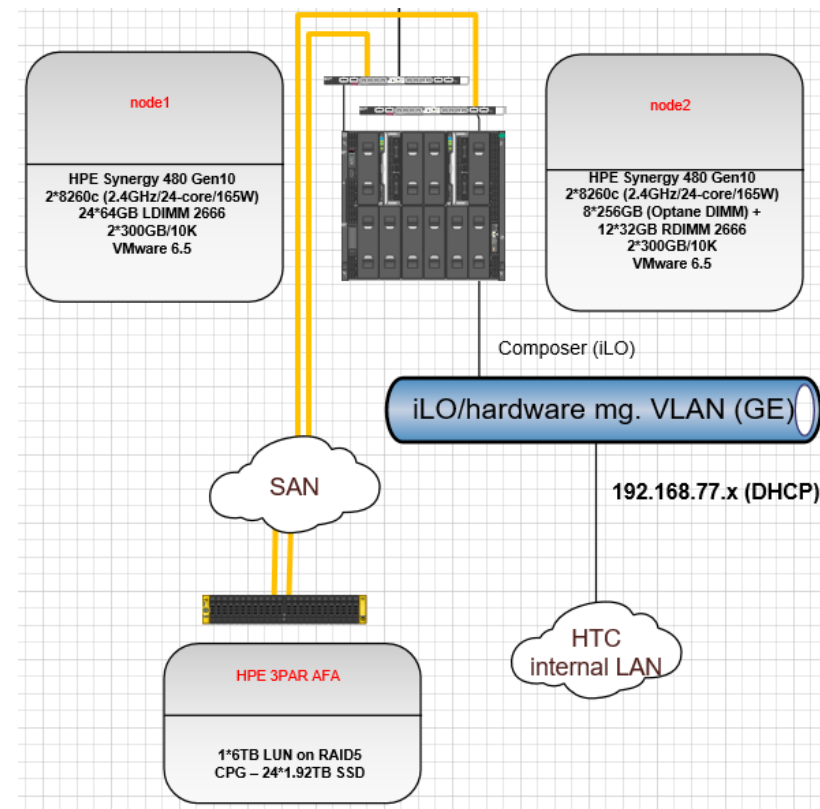 node1
HPE Synergy 480 Gen10
2*8260c (2.4GHz/24-core/165W)
24*64GB LDIMM 2666
2*300GB/10K
VMware 6.5
node2
HPE Synergy 480 Gen10
2*8260c (2.4GHz/24-core/165W)
8*256GB (Optane DIMM) +
12*32GB RDIMM 2666
2*300GB/10K
VMware 6.5
Composer (iLO)
iLO/hardware mg. VLAN (GE)
SAN
192.168.77.x (DHCP)
HTC
internal LAN
HPE 3PAR AFA
1*6TB LUN on RAID5
CPG – 24*1.92TB SSD